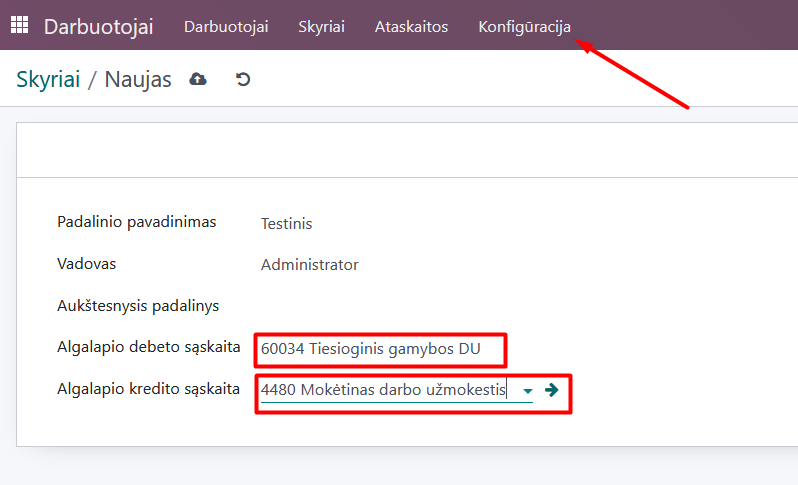 Darbuotojai Darbuotojai Skyriai Ataskaitos Konfigūracija
Skyriai / Naujas
Padalinio pavadinimas Testinis
Vadovas Administrator
Aukštesnysis padalinys
Algalapio debeto sąskaita 60034 Tiesioginis gamybos DU
Algalapio kredito sąskaita 4480 Mokėtinas darbo užmokestis